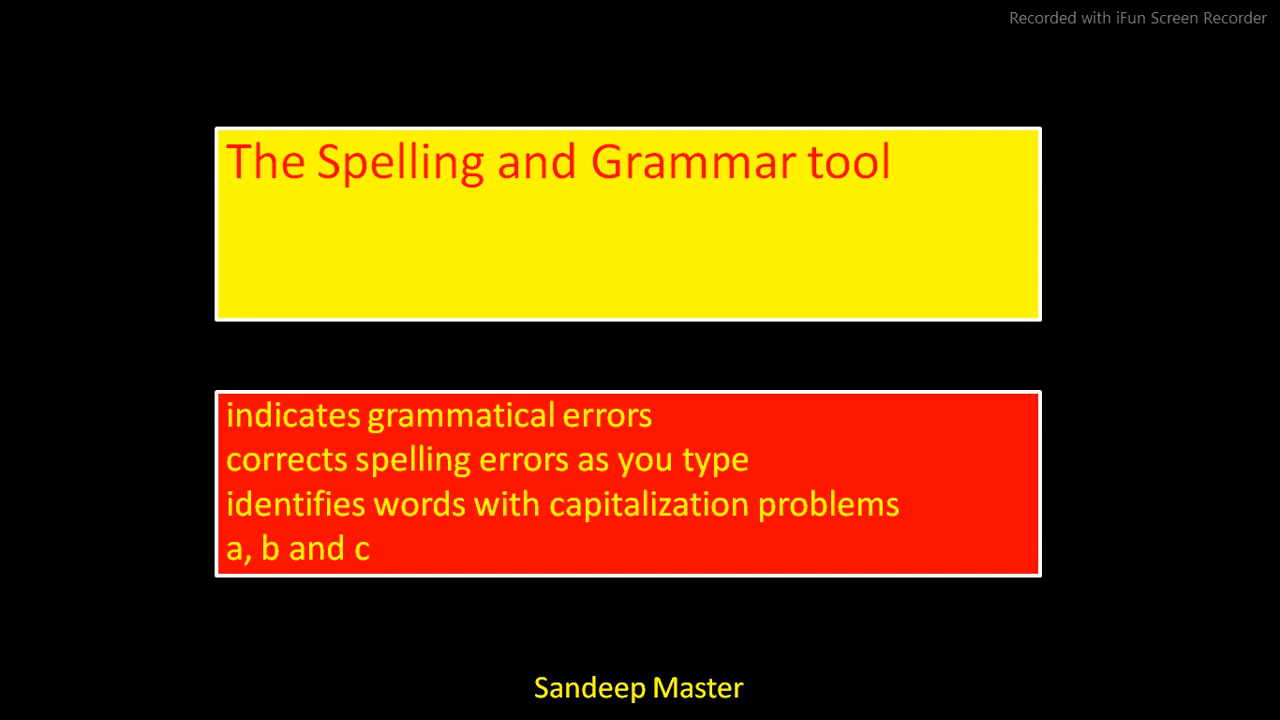 Recorded with iFun Screen Recorder
The Spelling and Grammar tool
indicates grammatical errors
corrects spelling errors as you type
identifies words with capitalization problems
a, b and c
Sandeep Master